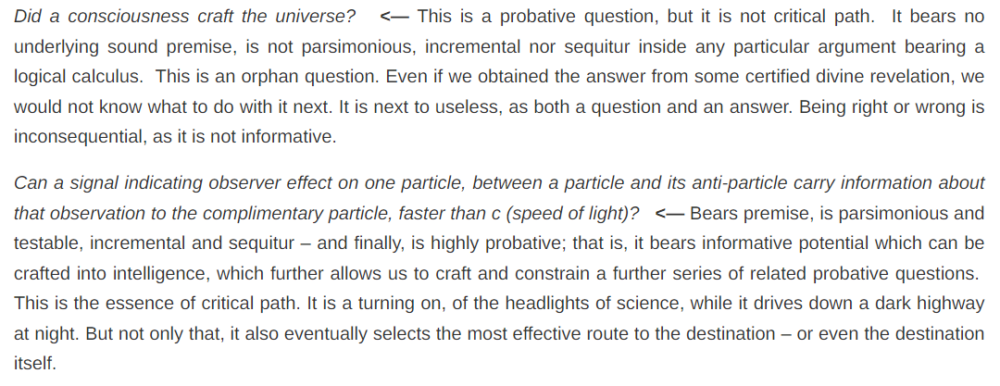 Did a consciousness craft the universe? <— This is a probative question, but it is not critical path. It bears no
underlying sound premise, is not parsimonious, incremental nor sequitur inside any particular argument bearing a
logical calculus. This is an orphan question. Even if we obtained the answer from some certified divine revelation, we
would not know what to do with it next. It is next to useless, as both a question and an answer. Being right or wrong is
inconsequential, as it is not informative.
Can a signal indicating observer effect on one particle, between a particle and its anti-particle carry information about
that observation to the complimentary particle, faster than c (speed of light)? <— Bears premise, is parsimonious and
testable, incremental and sequitur – and finally, is highly probative; that is, it bears informative potential which can be
crafted into intelligence, which further allows us to craft and constrain a further series of related probative questions.
This is the essence of critical path. It is a turning on, of the headlights of science, while it drives down a dark highway
at night. But not only that, it also eventually selects the most effective route to the destination – or even the destination
itself.